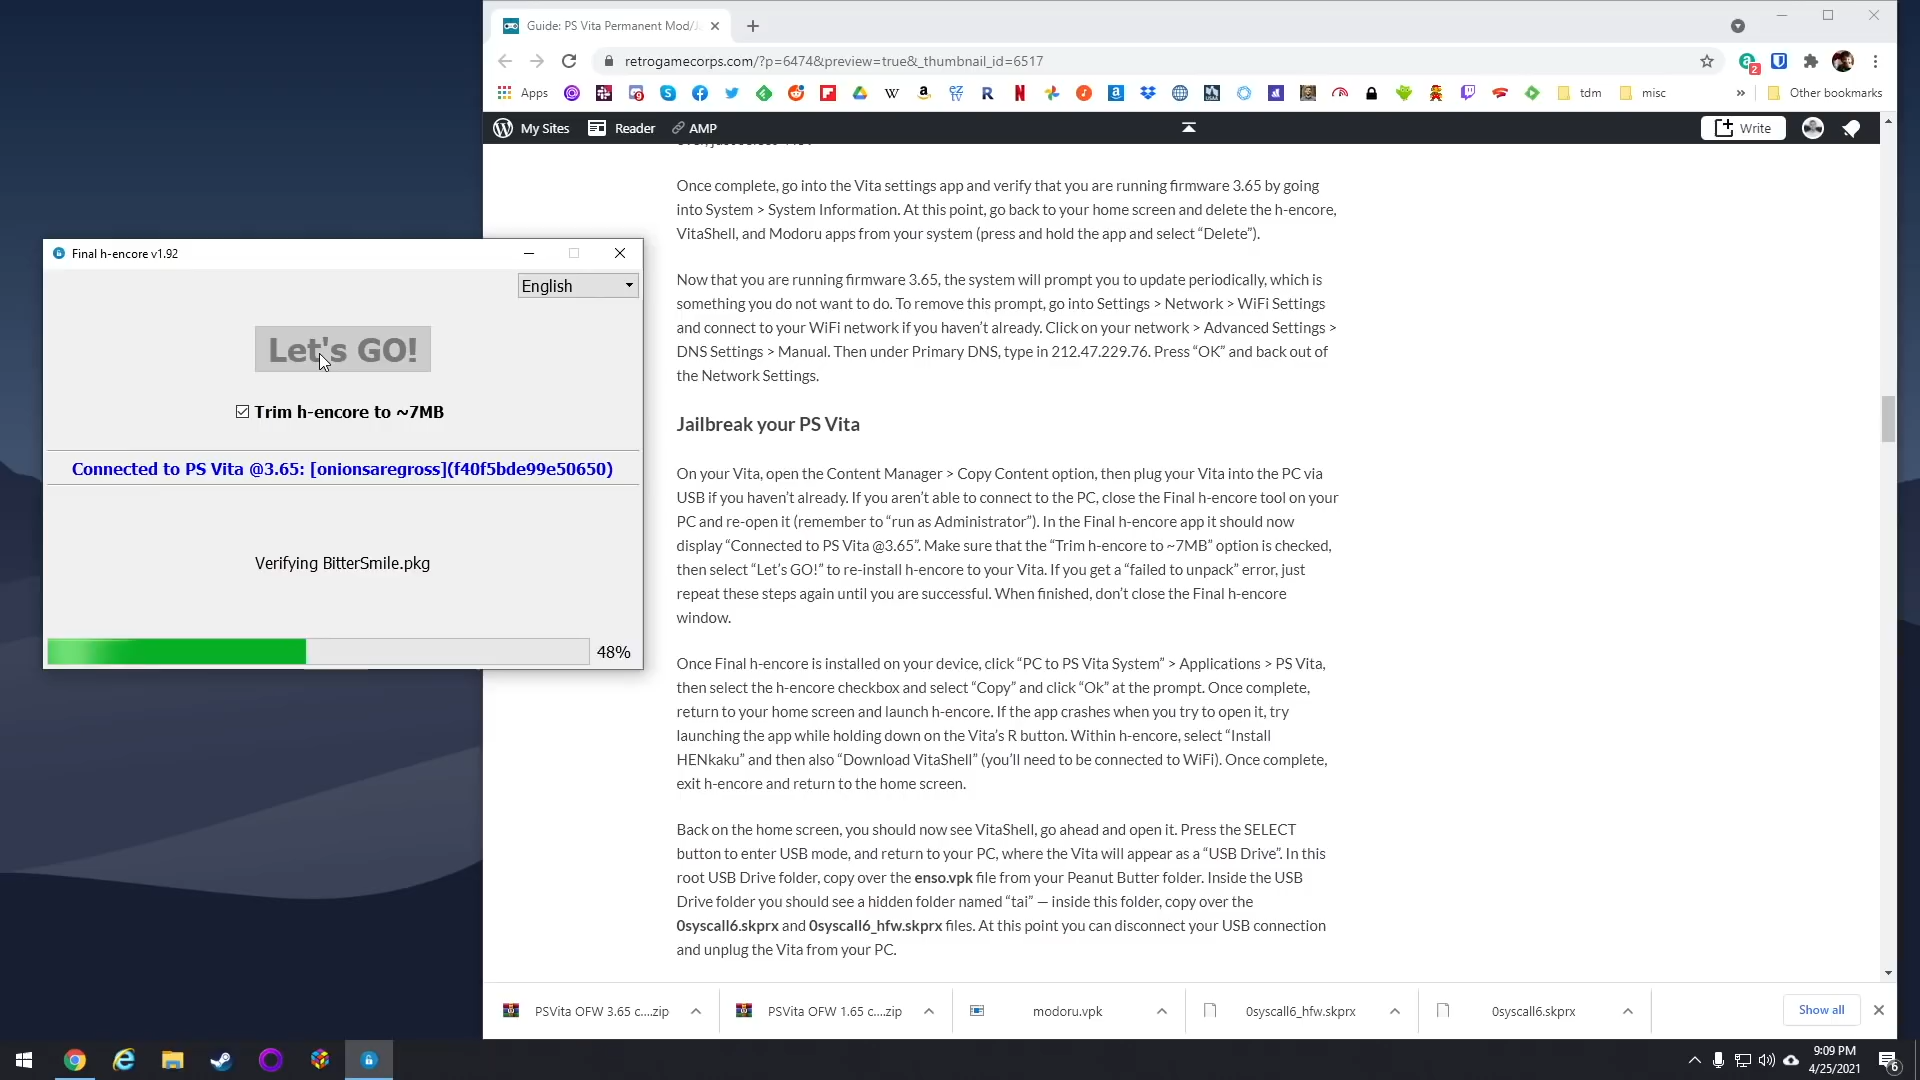 Guide: PS Vita Permanent Mod/J
retrogamecorps.com/?p=6474&preview=true&_thumbnail_id=6517
Apps
tdm
misc
»
Other bookmarks
My Sites
Reader
AMP
Write
Once complete, go into the Vita settings app and verify that you are running firmware 3.65 by going
into System > System Information. At this point, go back to your home screen and delete the h-encore,
VitaShell, and Modoru apps from your system (press and hold the app and select “Delete”).
Now that you are running firmware 3.65, the system will prompt you to update periodically, which is
something you do not want to do. To remove this prompt, go into Settings > Network > WiFi Settings
and connect to your WiFi network if you haven’t already. Click on your network > Advanced Settings >
DNS Settings > Manual. Then under Primary DNS, type in 212.47.229.76. Press “OK” and back out of
the Network Settings.
Jailbreak your PS Vita
On your Vita, open the Content Manager > Copy Content option, then plug your Vita into the PC via
USB if you haven’t already. If you aren’t able to connect to the PC, close the Final h-encore tool on your
PC and re-open it (remember to “run as Administrator”). In the Final h-encore app it should now
display “Connected to PS Vita @3.65”. Make sure that the “Trim h-encore to ~7MB” option is checked,
then select “Let’s GO!” to re-install h-encore to your Vita. If you get a “failed to unpack” error, just
repeat these steps again until you are successful. When finished, don’t close the Final h-encore
window.
Once Final h-encore is installed on your device, click “PC to PS Vita System” > Applications > PS Vita,
then select the h-encore checkbox and select “Copy” and click “Ok” at the prompt. Once complete,
return to your home screen and launch h-encore. If the app crashes when you try to open it, try
launching the app while holding down on the Vita’s R button. Within h-encore, select “Install
HENkaku” and then also “Download VitaShell” (you’ll need to be connected to WiFi). Once complete,
exit h-encore and return to the home screen.
Back on the home screen, you should now see VitaShell, go ahead and open it. Press the SELECT
button to enter USB mode, and return to your PC, where the Vita will appear as a “USB Drive”. In this
root USB Drive folder, copy over the enso.vpk file from your Peanut Butter folder. Inside the USB
Drive folder you should see a hidden folder named “tai” — inside this folder, copy over the
0syscall6.skprx and 0syscall6_hfw.skprx files. At this point you can disconnect your USB connection
and unplug the Vita from your PC.
Final h-encore v1.92
English
Let's GO!
Trim h-encore to ~7MB
Connected to PS Vita @3.65: [onionsaregross](f40f5bde99e50650)
Verifying BitterSmile.pkg
48%
PSVita OFW 3.65 c....zip
PSVita OFW 1.65 c....zip
modoru.vpk
0syscall6_hfw.skprx
0syscall6.skprx
Show all
9:09 PM
4/25/2021
6